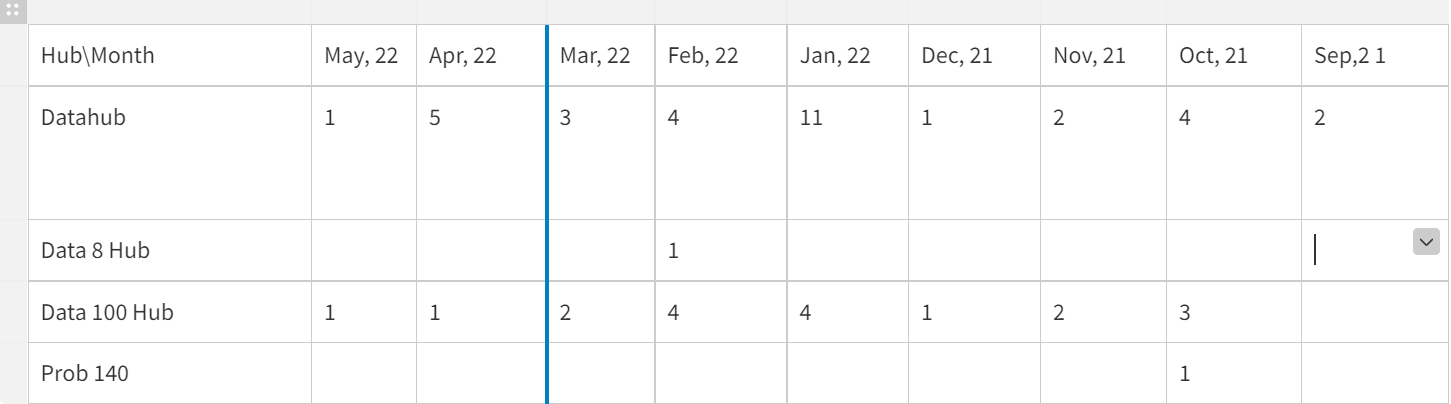 Hub\Month May, 22 Apr, 22 Mar, 22 Feb, 22 Jan, 22 Dec, 21 Nov, 21 Oct, 21 Sep,2 1
Datahub 1 5 3 4 11 1 2 4 2
Data 8 Hub 1
Data 100 Hub 1 1 2 4 4 1 2 3
Prob 140 1